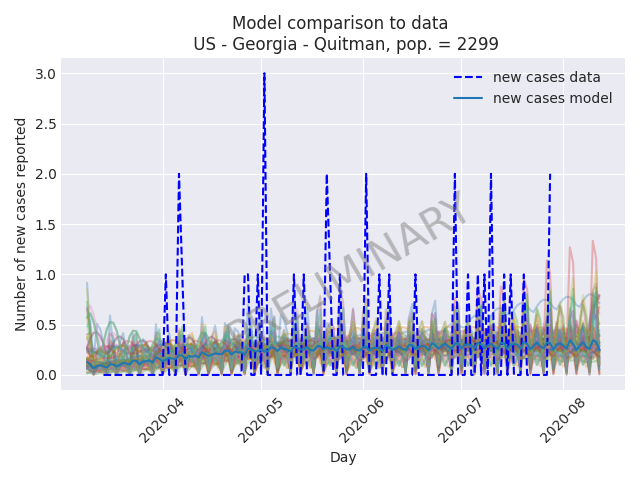 Model comparison to data
US - Georgia - Quitman, pop. = 2299
new cases data
new cases model
PRELIMINARY
Number of new cases reported
3.0
2.5
2.0
1.5
1.0
0.5
0.0
2020-04
2020-05
2020-06
2020-07
2020-08
Day